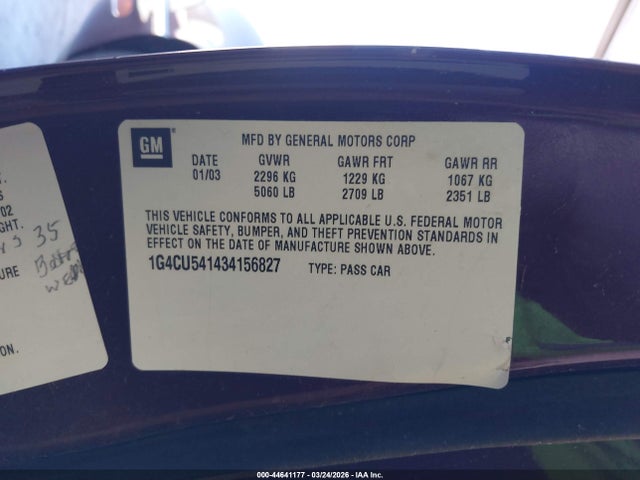 GM
MFD BY GENERAL MOTORS CORP
DATE GVWR GAWR FRT GAWR RR
01/03 2296 KG 1229 KG 1067 KG
5060 LB 2709 LB 2351 LB
THIS VEHICLE CONFORMS TO ALL APPLICABLE U.S. FEDERAL MOTOR
VEHICLE SAFETY, BUMPER, AND THEFT PREVENTION STANDARDS IN
EFFECT ON THE DATE OF MANUFACTURE SHOWN ABOVE.
1G4CU541434156827 TYPE: PASS CAR
02
GHT.
35
URE
ON.
000-44641177 - 03/24/2026 - IAA Inc.